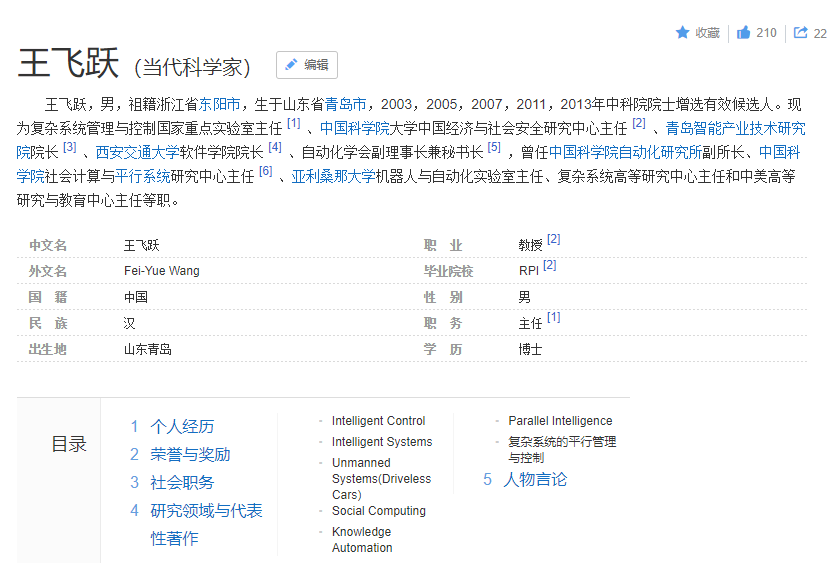 收藏 210 22
王飞跃（当代科学家） 编辑
王飞跃，男，祖籍浙江省东阳市，生于山东省青岛市，2003，2005，2007，2011，2013年中科院院士增选有效候选人。现
为复杂系统管理与控制国家重点实验室主任 [1] 、中国科学院大学中国经济与社会安全研究中心主任 [2] 、青岛智能产业技术研究
院院长 [3] 、西安交通大学软件学院院长 [4] 、自动化学会副理事长兼秘书长 [5] ，曾任中国科学院自动化研究所副所长、中国科
学院社会计算与平行系统研究中心主任 [6] 、亚利桑那大学机器人与自动化实验室主任、复杂系统高等研究中心主任和中美高等
研究与教育中心主任等职。
中文名 王飞跃 职 业 教授 [2]
外文名 Fei-Yue Wang 毕业院校 RPI [2]
国 籍 中国 性 别 男
民 族 汉 职 务 主任 [1]
出生地 山东青岛 学 历 博士
目录
1 个人经历
2 荣誉与奖励
3 社会职务
4 研究领域与代表
性著作
- Intelligent Control
- Intelligent Systems
- Unmanned
Systems(Driveless
Cars)
- Social Computing
- Knowledge
Automation
- Parallel Intelligence
- 复杂系统的平行管理
与控制
5 人物言论